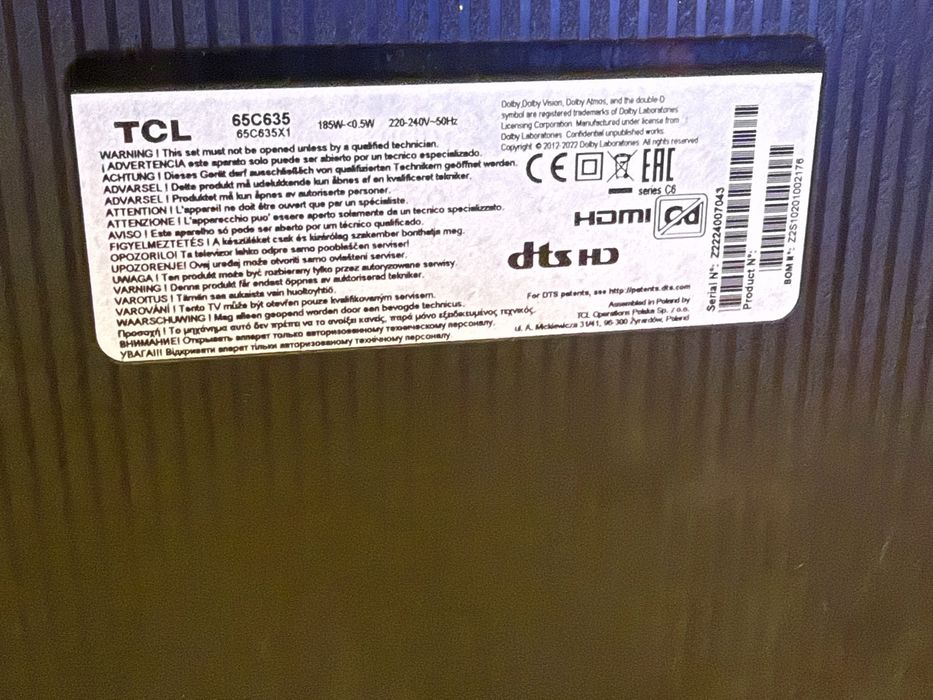 TCL
65C635
65C635X1
185W-<0.5W 220-240V~50Hz
WARNING ! This set must not be opened unless by a qualified technician.
¡ ADVERTENCIA este aparato solo puede ser abierto por un tecnico especializado.
ACHTUNG ! Dieses Gerät darf ausschließlich von qualifizierten Technikern geöffnet werden.
ADVARSEL ! Dette produkt må udelukkende kun åbnes af en kvalificeret tekniker.
ADVARSEL ! Produktet må kun åpnes av autoriserte personer.
ATTENTION ! L'appareil ne doit être ouvert que par un spécialiste.
ATTENZIONE ! L'apparecchio puo' essere aperto solamente da un tecnico specializzato.
AVISO ! Este aparelho só pode ser aberto por um técnico qualificado.
FIGYELMEZTETÉS ! A készüléket csak és kizárólag szakember bonthatja meg.
OPOZORILO! Ta televizor lahko odpre samo pooblaščen serviser!
UPOZORENJE! Ovaj uređaj može otvoriti samo ovlašteni serviser.
UWAGA ! Ten produkt może być rozbierany tylko przez autoryzowane serwisy.
VARNING ! Denna produkt får endast öppnas av auktoriserad tekniker.
VAROITUS ! Tämän saa aukaista vain huoltoyhtiö.
VAROVÁNÍ ! Tento TV může být otevřen pouze kvalifikovaným servisem.
WAARSCHUWING ! Mag alleen geopend worden door een bevoegde technicus.
Προσοχή ! Το μηχάνημα αυτό δεν πρέπει να το ανοίξει κανείς, παρά μόνο εξειδικευμένος τεχνικός.
ВНИМАНИЕ! Открывать аппарат только авторизованному техническому персоналу.
УВАГА!!! Відкривати апарат тільки авторизованому технічному персоналу
Dolby, Dolby Vision, Dolby Atmos, and the double-D
symbol are registered trademarks of Dolby Laboratories
Licensing Corporation. Manufactured under license from
Dolby Laboratories. Confidential unpublished works.
Copyright © 2012-2022 Dolby Laboratories. All rights reserved
CE EAC
series C6
HDMI Cd
dts HD
For DTS patents, see http://patents.dts.com
Assembled in Poland by
TCL Operations Polska Sp. z o.o.
ul. A. Mickiewicza 31/41, 96-300 Żyrardów, Poland
Serial N°: Z2224007043
Product N°:
BOM N°: Z2S10201002176